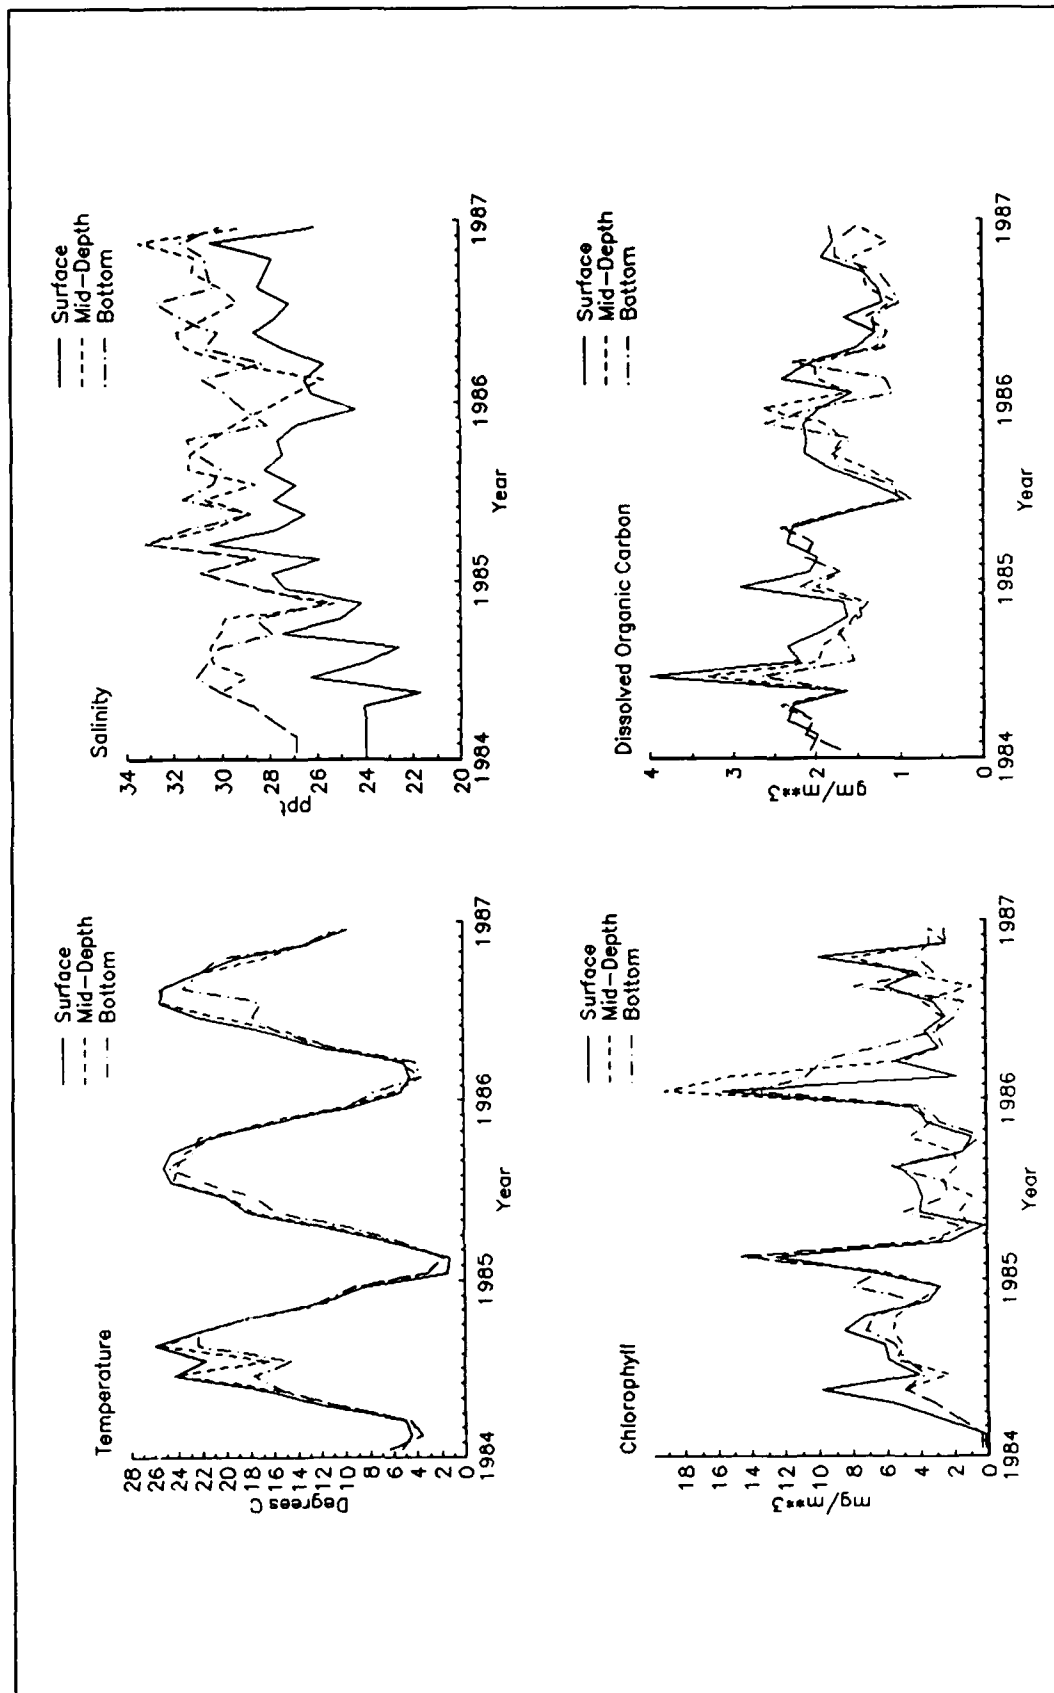 Temperature
Surface
Mid-Depth
Bottom
28
26
24
22
20
18
16
14
12
10
8
6
4
2
0
Degrees C
1984
1985
1986
1987
Year
Salinity
Surface
Mid-Depth
Bottom
34
32
30
28
26
24
22
20
ppt
1984
1985
1986
1987
Year
Chlorophyll
Surface
Mid-Depth
Bottom
18
16
14
12
10
8
6
4
2
0
mg/m**3
1984
1985
1986
1987
Year
Dissolved Organic Carbon
Surface
Mid-Depth
Bottom
4
3
2
1
0
gm/m**3
1984
1985
1986
1987
Year